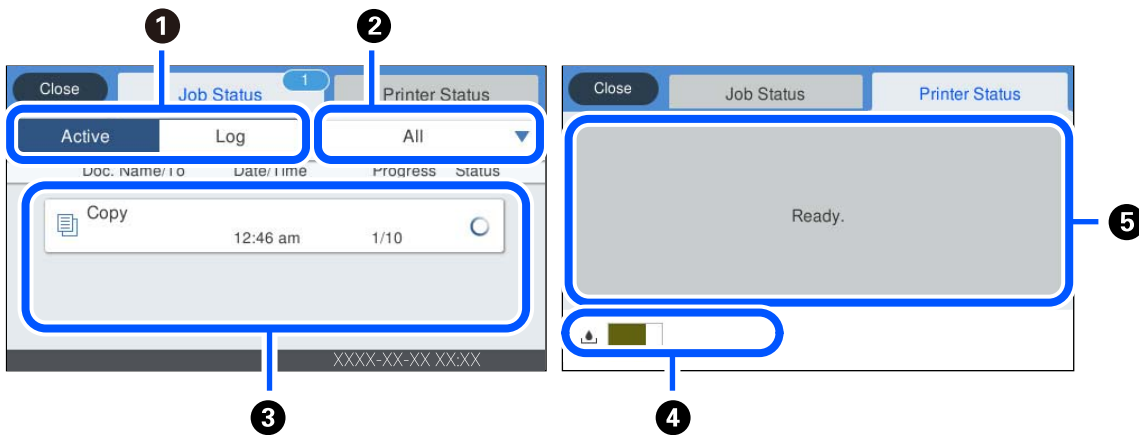 1
2
Close
Job Status
1
Printer Status
Active
Log
All
Doc. Name/To Date/Time Progress Status
Copy
12:46 am
1/10
XXXX-XX-XX XX:XX
3
Close
Job Status
Printer Status
Ready.
5
4